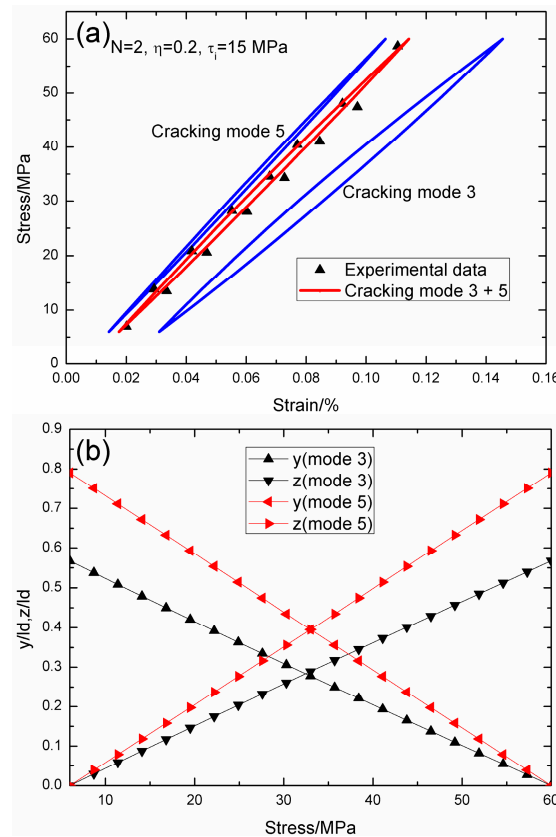 (a)
N=2, η=0.2, τi=15 MPa
Cracking mode 5
Cracking mode 3
Experimental data
Cracking mode 3 + 5
Stress/MPa
60
50
40
30
20
10
0
0.00 0.02 0.04 0.06 0.08 0.10 0.12 0.14 0.16
Strain/%
(b)
y(mode 3)
z(mode 3)
y(mode 5)
z(mode 5)
y/ld,z/ld
0.9
0.8
0.7
0.6
0.5
0.4
0.3
0.2
0.1
0.0
10 20 30 40 50 60
Stress/MPa